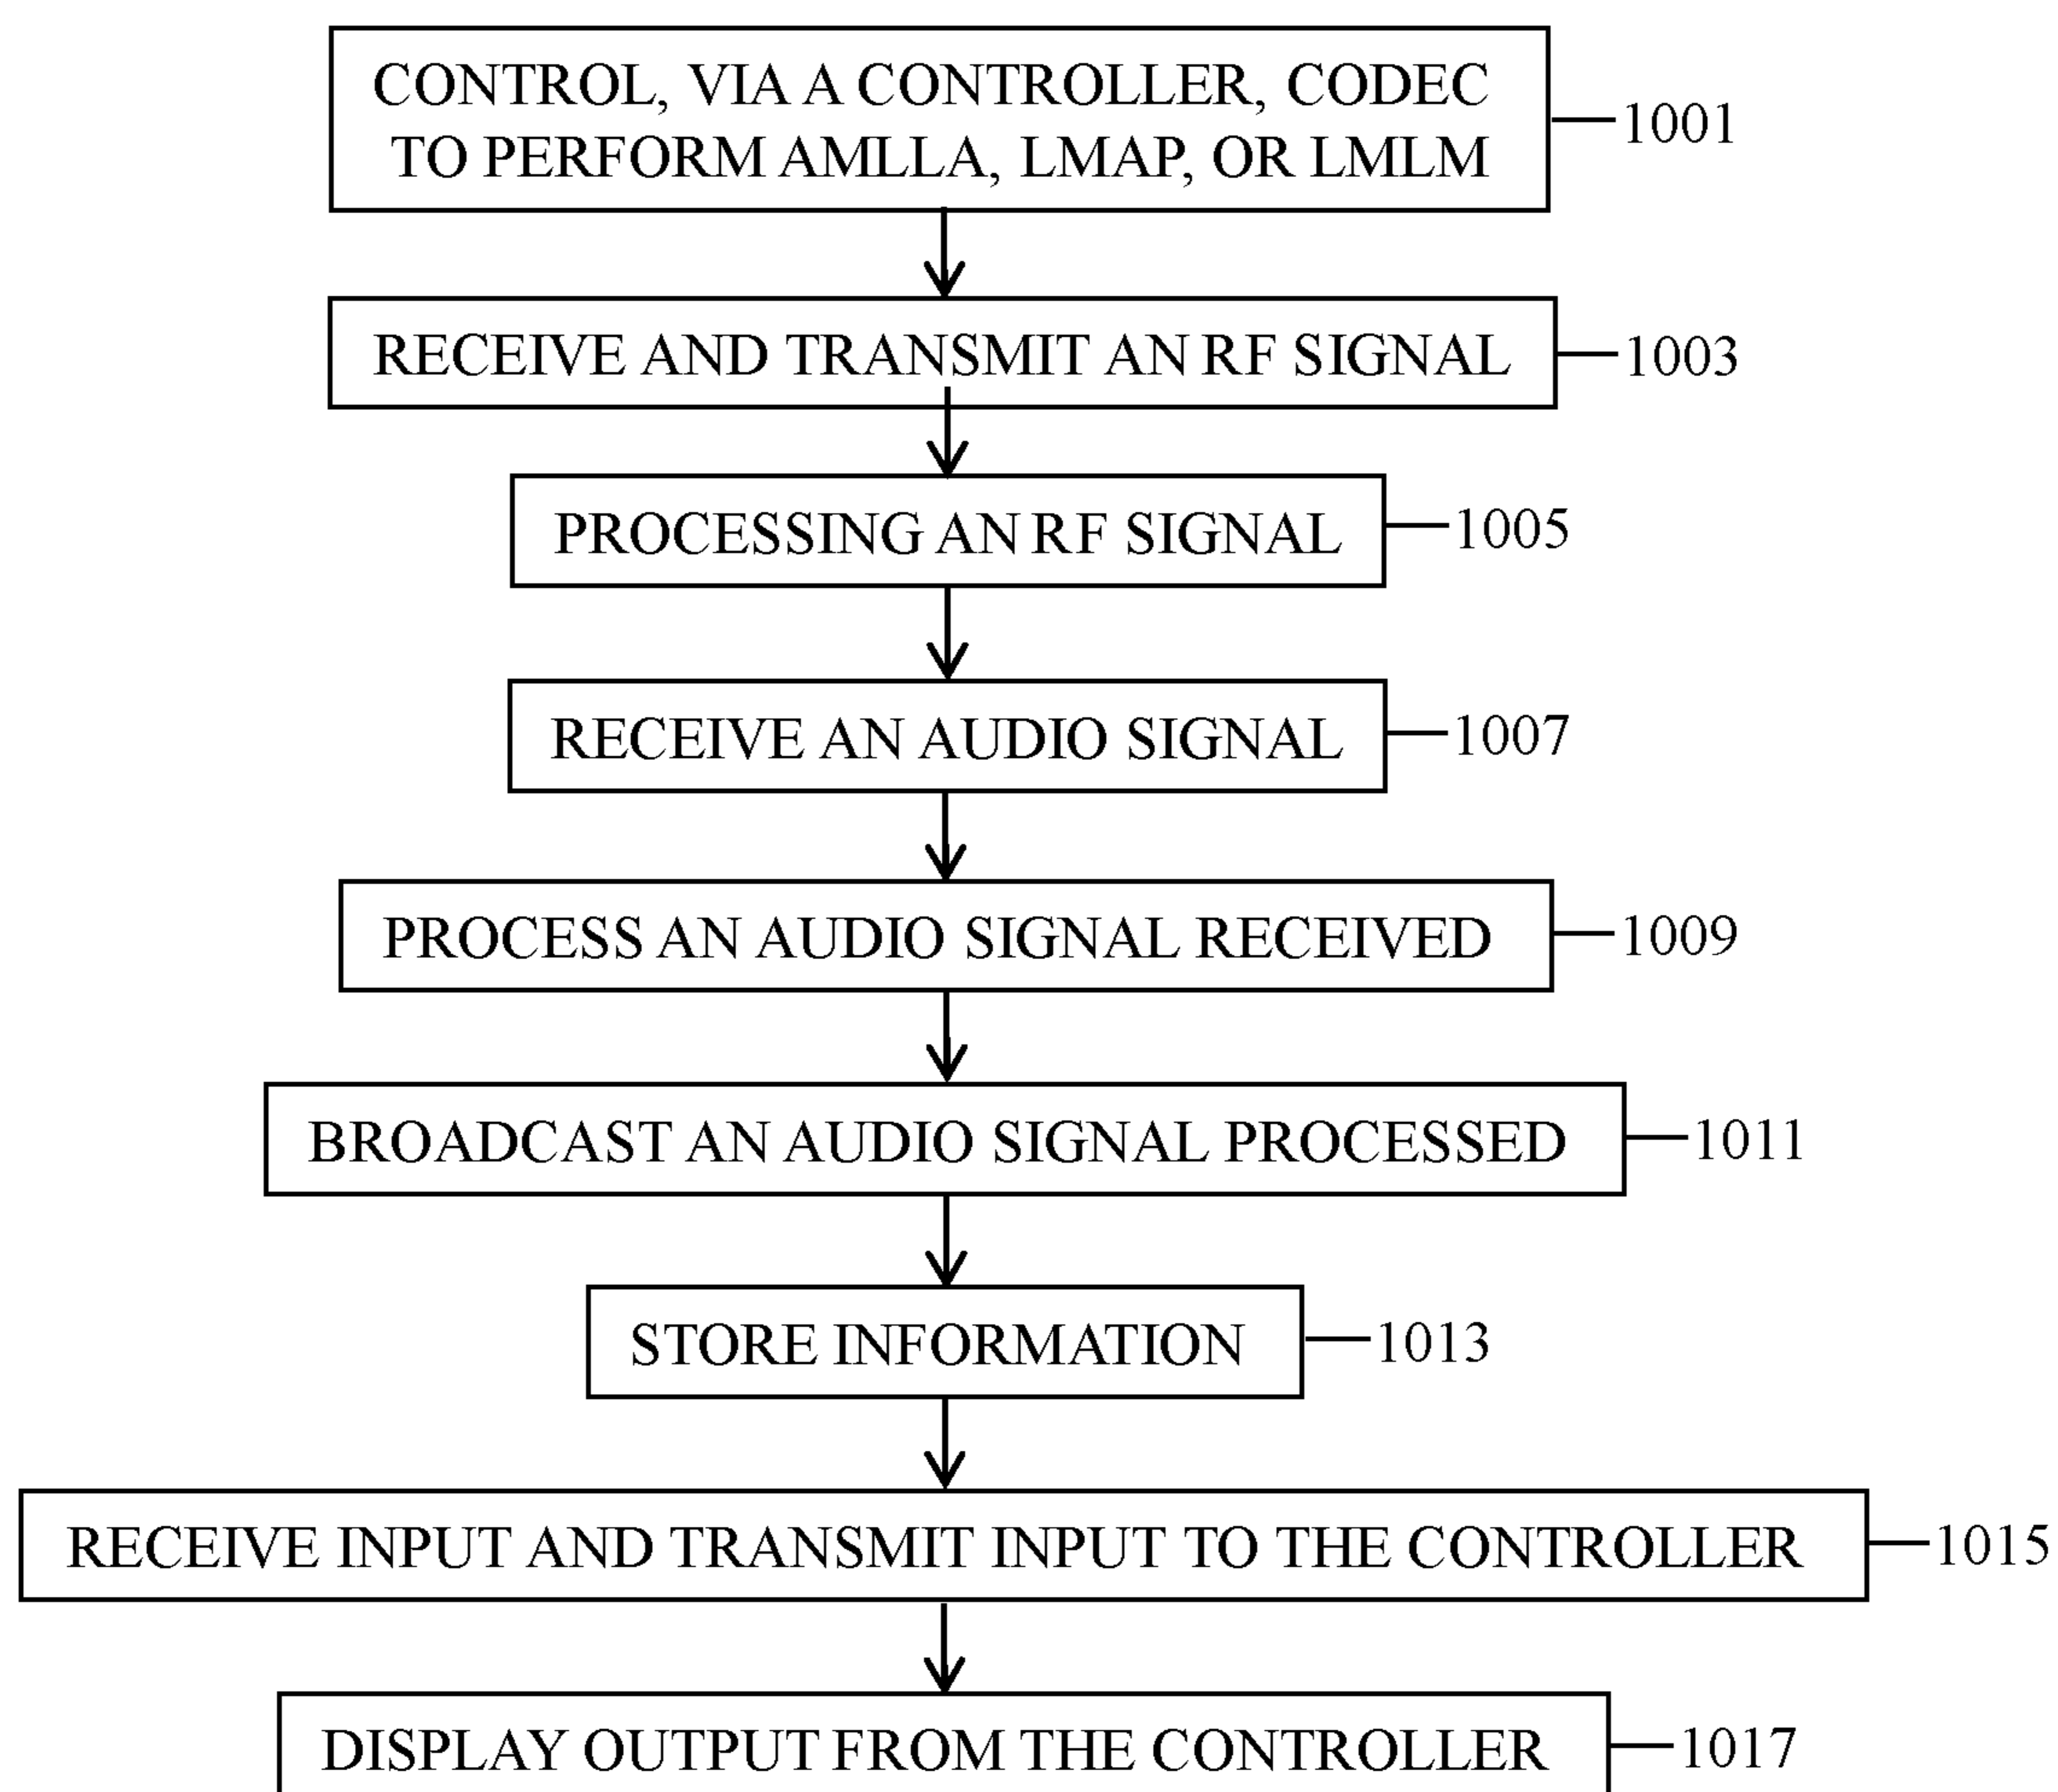 CONTROL, VIA A CONTROLLER, CODEC
TO PERFORM AMLLA, LMAP, OR LMLM
1001
RECEIVE AND TRANSMIT AN RF SIGNAL
1003
PROCESSING AN RF SIGNAL
1005
RECEIVE AN AUDIO SIGNAL
1007
PROCESS AN AUDIO SIGNAL RECEIVED
1009
BROADCAST AN AUDIO SIGNAL PROCESSED
1011
STORE INFORMATION
1013
RECEIVE INPUT AND TRANSMIT INPUT TO THE CONTROLLER
1015
DISPLAY OUTPUT FROM THE CONTROLLER
1017